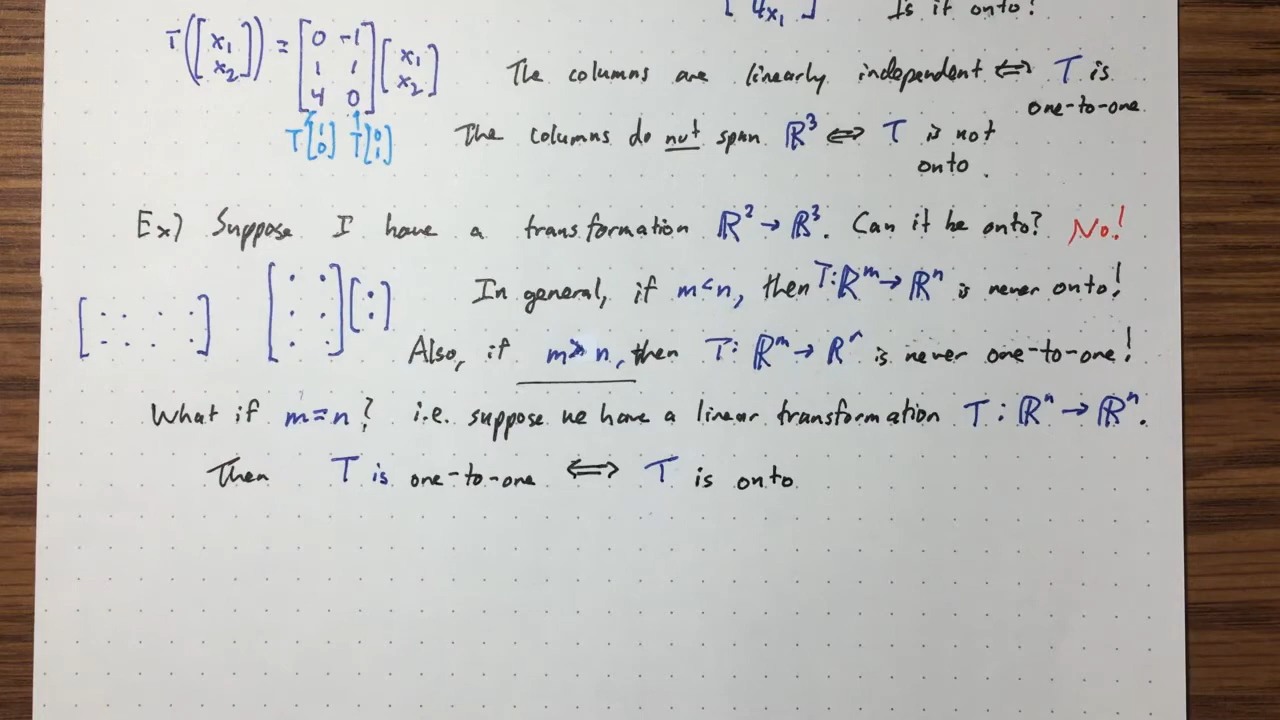 [ 4x₁ ] Is it onto?
T([x₁ x₂]) = [0 -1 1 1 4 0] [x₁ x₂]
The columns are linearly independent ⟺ T is one-to-one
T[1 0] T[0 1]
The columns do not span ℝ³ ⟺ T is not onto.
Ex) Suppose I have a transformation ℝ² → ℝ³. Can it be onto? No!
In general, if m<n, then T: ℝᵐ → ℝⁿ is never onto!
Also, if m>n, then T: ℝᵐ → ℝⁿ is never one-to-one!
What if m=n? i.e. suppose we have a linear transformation T: ℝⁿ → ℝⁿ.
Then T is one-to-one ⟺ T is onto